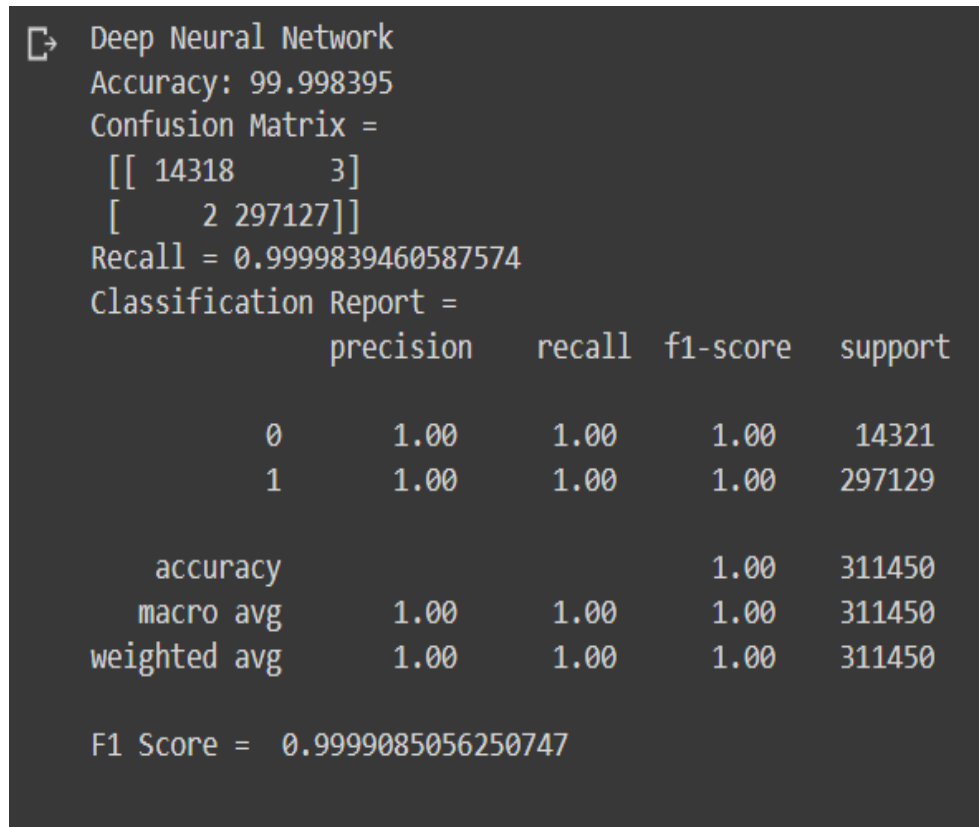 Deep Neural Network
Accuracy: 99.998395
Confusion Matrix =
[[ 14318      3]
[      2 297127]]
Recall = 0.9999839460587574
Classification Report =
precision    recall  f1-score   support
0       1.00      1.00      1.00     14321
1       1.00      1.00      1.00    297129
accuracy                           1.00    311450
macro avg       1.00      1.00      1.00    311450
weighted avg       1.00      1.00      1.00    311450
F1 Score =  0.9999085056250747